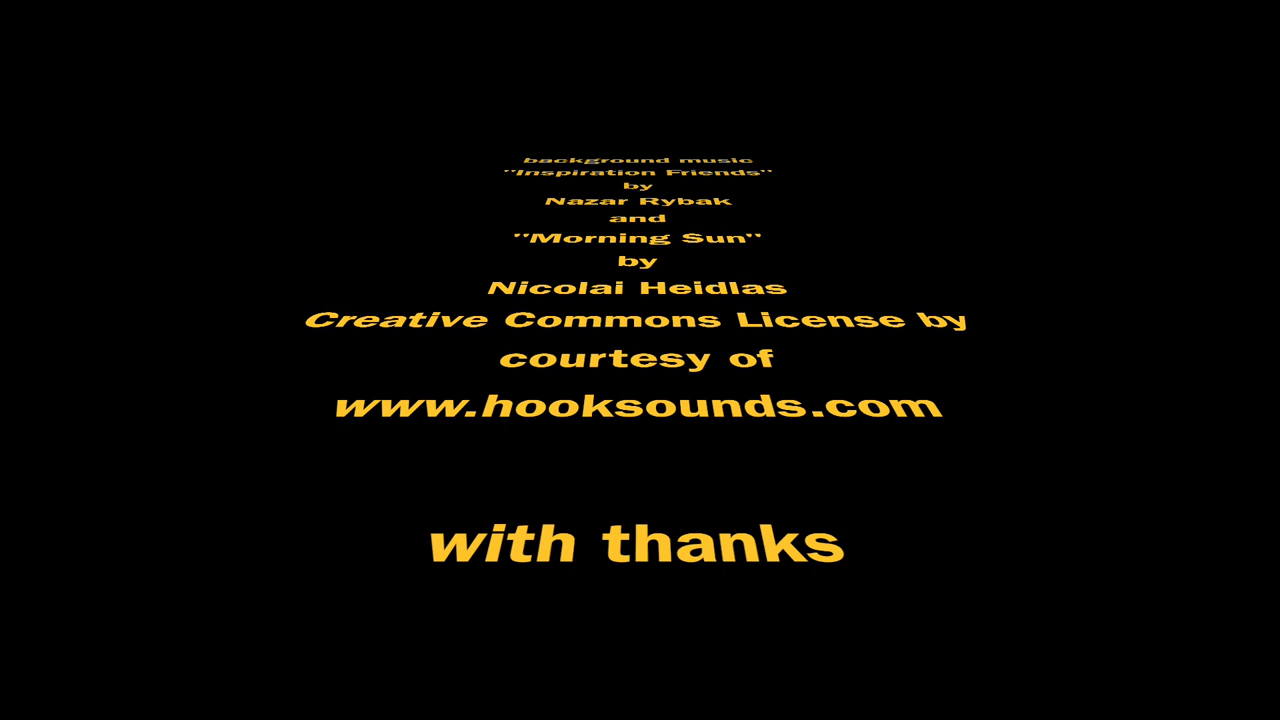 background music
"Inspiration Friends"
by
Nazar Rybak
and
"Morning Sun"
by
Nicolai Heidlas
Creative Commons License by
courtesy of
www.hooksounds.com
with thanks